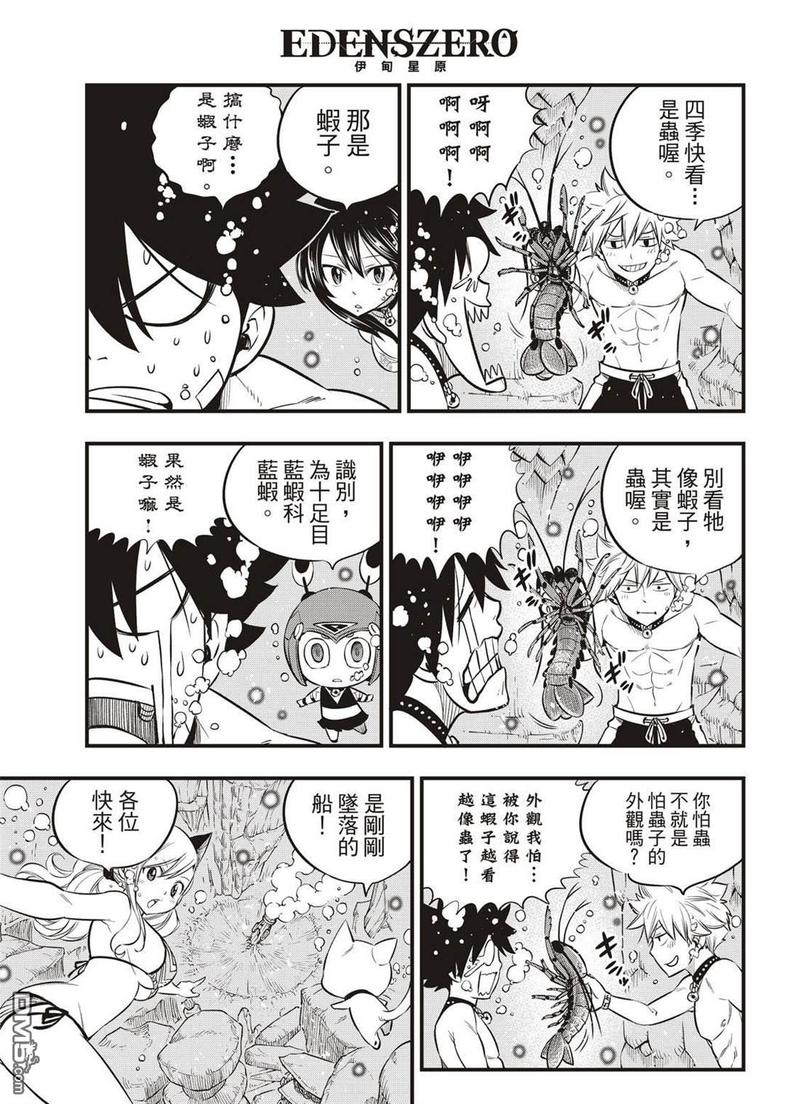 EDENSZERO
伊甸星原
四季快看…
是蟲喔。
呀啊啊
啊啊啊
啊啊啊！
那是
蝦子。
搞什麼…
是蝦子啊。
別看牠
像蝦子，
其實是
蟲喔。
咿咿咿咿
咿咿咿咿！
識別，
為十足目
藍蝦科
藍蝦。
果然是
蝦子嘛！
你怕蟲
不就是
怕蟲子的
外觀嗎？
外觀我怕…
被你說得
這蝦子越看
越像蟲了！
是剛剛
墜落的
船！
各位
快來！
DM5.com